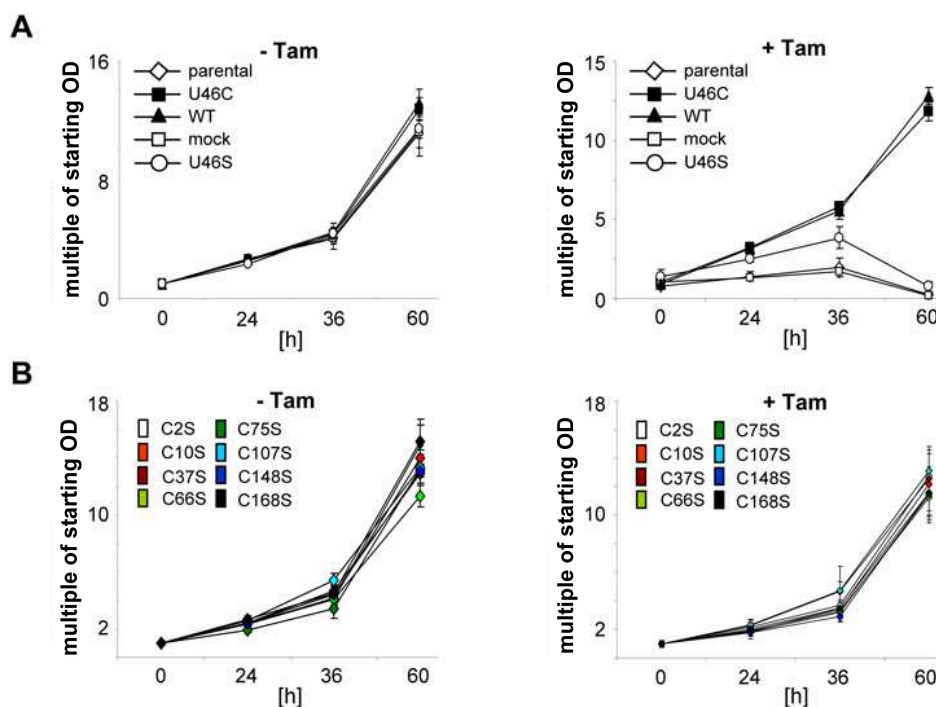 A
- Tam
multiple of starting OD
16
8
0
parental
U46C
WT
mock
U46S
0 24 36 60
[h]
+ Tam
multiple of starting OD
15
10
5
0
parental
U46C
WT
mock
U46S
0 24 36 60
[h]
B
- Tam
multiple of starting OD
18
10
2
C2S C75S
C10S C107S
C37S C148S
C66S C168S
0 24 36 60
[h]
+ Tam
multiple of starting OD
18
10
2
C2S C75S
C10S C107S
C37S C148S
C66S C168S
0 24 36 60
[h]